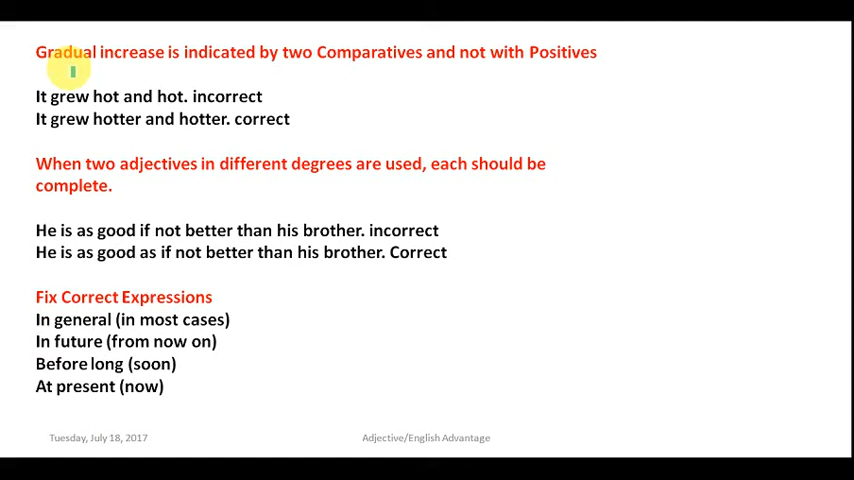 Gradual increase is indicated by two Comparatives and not with Positives
It grew hot and hot. incorrect
It grew hotter and hotter. correct
When two adjectives in different degrees are used, each should be
complete.
He is as good if not better than his brother. incorrect
He is as good as if not better than his brother. Correct
Fix Correct Expressions
In general (in most cases)
In future (from now on)
Before long (soon)
At present (now)
Tuesday, July 18, 2017
Adjective/English Advantage